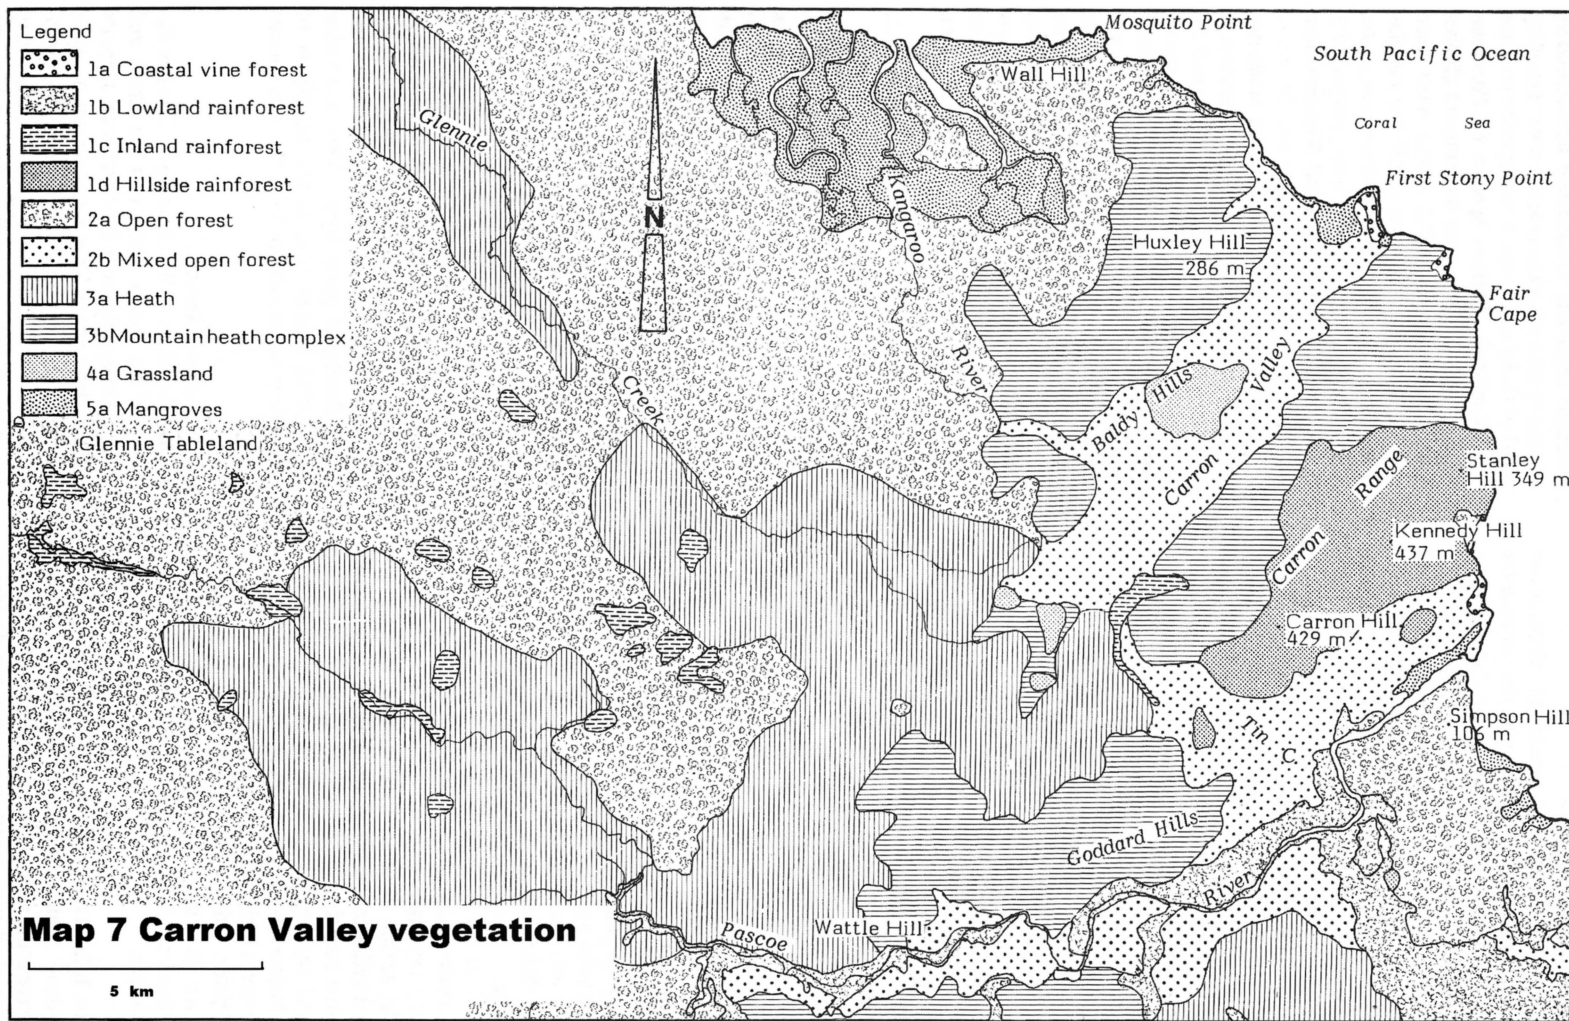 Legend
1a Coastal vine forest
1b Lowland rainforest
1c Inland rainforest
1d Hillside rainforest
2a Open forest
2b Mixed open forest
3a Heath
3b Mountain heath complex
4a Grassland
5a Mangroves
Glennie Tableland
Glennie
Creek
N
Kangaroo
River
Mosquito Point
Wall Hill
South Pacific Ocean
Coral Sea
First Stony Point
Huxley Hill
286 m
Fair
Cape
Baldy Hills
Carron Valley
Carron Range
Stanley
Hill 349 m
Kennedy Hill
437 m
Carron Hill
429 m
Simpson Hill
106 m
Tin C
Goddard Hills
River
Wattle Hill
Pascoe
Map 7 Carron Valley vegetation
5 km